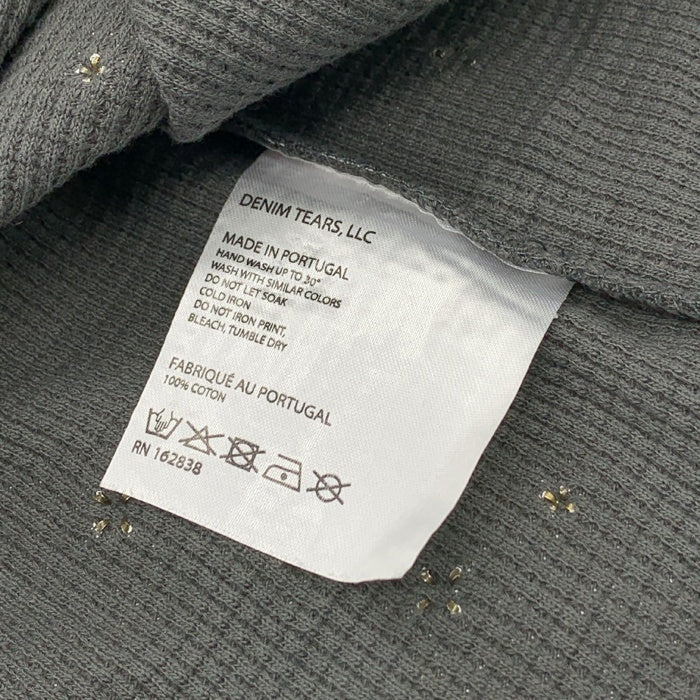 DENIM TEARS, LLC
MADE IN PORTUGAL
HAND WASH UP TO 30°
WASH WITH SIMILAR COLORS
DO NOT LET SOAK
COLD IRON
DO NOT IRON PRINT,
BLEACH, TUMBLE DRY
FABRIQUÉ AU PORTUGAL
100% COTON
RN 162838